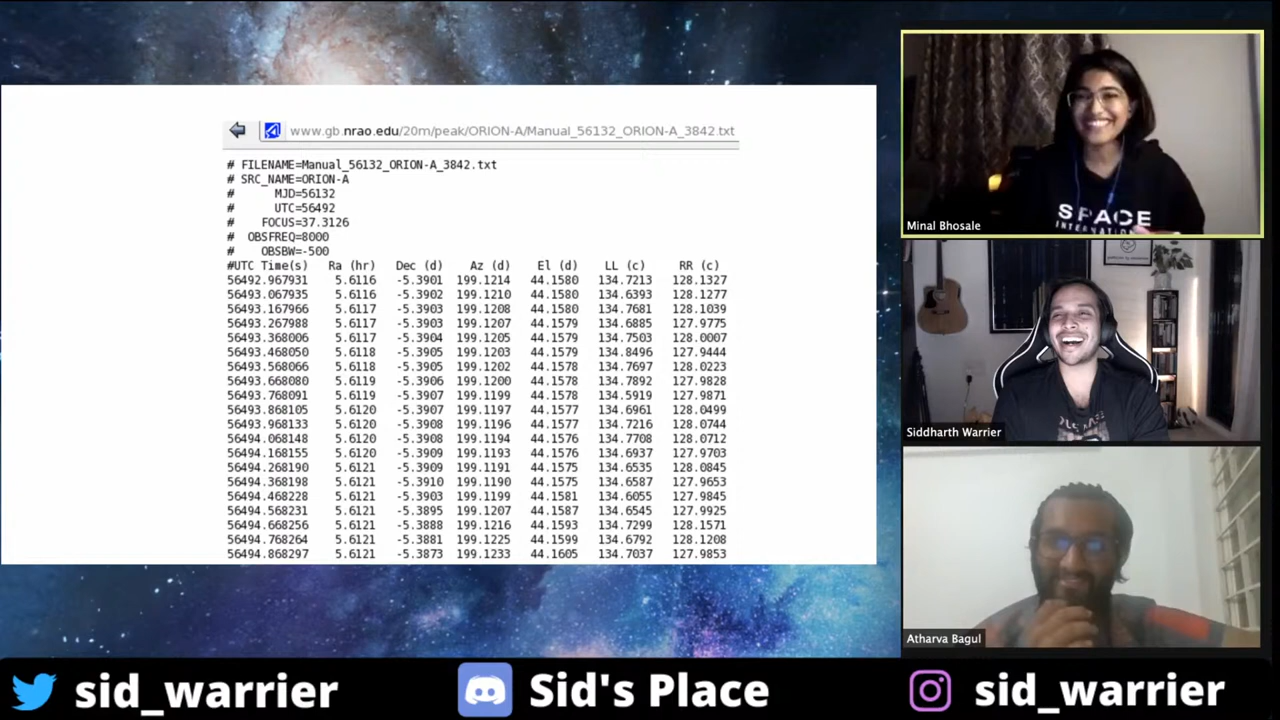 www.gb.nrao.edu/20m/peak/ORION-A/Manual_56132_ORION-A_3842.txt
# FILENAME=Manual_56132_ORION-A_3842.txt
# SRC_NAME=ORION-A
# MJD=56132
# UTC=56492
# FOCUS=37.3126
# OBSFREQ=8000
# OBSBW=-500
#UTC Time(s) Ra (hr) Dec (d) Az (d) El (d) LL (c) RR (c)
56492.967931 5.6116 -5.3901 199.1214 44.1580 134.7213 128.1327
56493.067935 5.6116 -5.3902 199.1210 44.1580 134.6393 128.1277
56493.167966 5.6117 -5.3903 199.1208 44.1580 134.7681 128.1039
56493.267988 5.6117 -5.3903 199.1207 44.1579 134.6885 127.9775
56493.368006 5.6117 -5.3904 199.1205 44.1579 134.7503 128.0007
56493.468050 5.6118 -5.3905 199.1203 44.1579 134.8496 127.9444
56493.568066 5.6118 -5.3905 199.1202 44.1578 134.7697 128.0223
56493.668080 5.6119 -5.3906 199.1200 44.1578 134.7892 127.9828
56493.768091 5.6119 -5.3907 199.1199 44.1578 134.5919 127.9871
56493.868105 5.6120 -5.3907 199.1197 44.1577 134.6961 128.0499
56493.968133 5.6120 -5.3908 199.1196 44.1577 134.7216 128.0744
56494.068148 5.6120 -5.3908 199.1194 44.1576 134.7708 128.0712
56494.168155 5.6120 -5.3909 199.1193 44.1576 134.6937 127.9703
56494.268190 5.6121 -5.3909 199.1191 44.1575 134.6535 128.0845
56494.368198 5.6121 -5.3910 199.1190 44.1575 134.6587 127.9653
56494.468228 5.6121 -5.3903 199.1199 44.1581 134.6055 127.9845
56494.568231 5.6121 -5.3895 199.1207 44.1587 134.6545 127.9925
56494.668256 5.6121 -5.3888 199.1216 44.1593 134.7299 128.1571
56494.768264 5.6121 -5.3881 199.1225 44.1599 134.6792 128.1208
56494.868297 5.6121 -5.3873 199.1233 44.1605 134.7037 127.9853
SPACE
Minal Bhosale
Siddharth Warrier
Atharva Bagul
sid_warrier Sid's Place sid_warrier